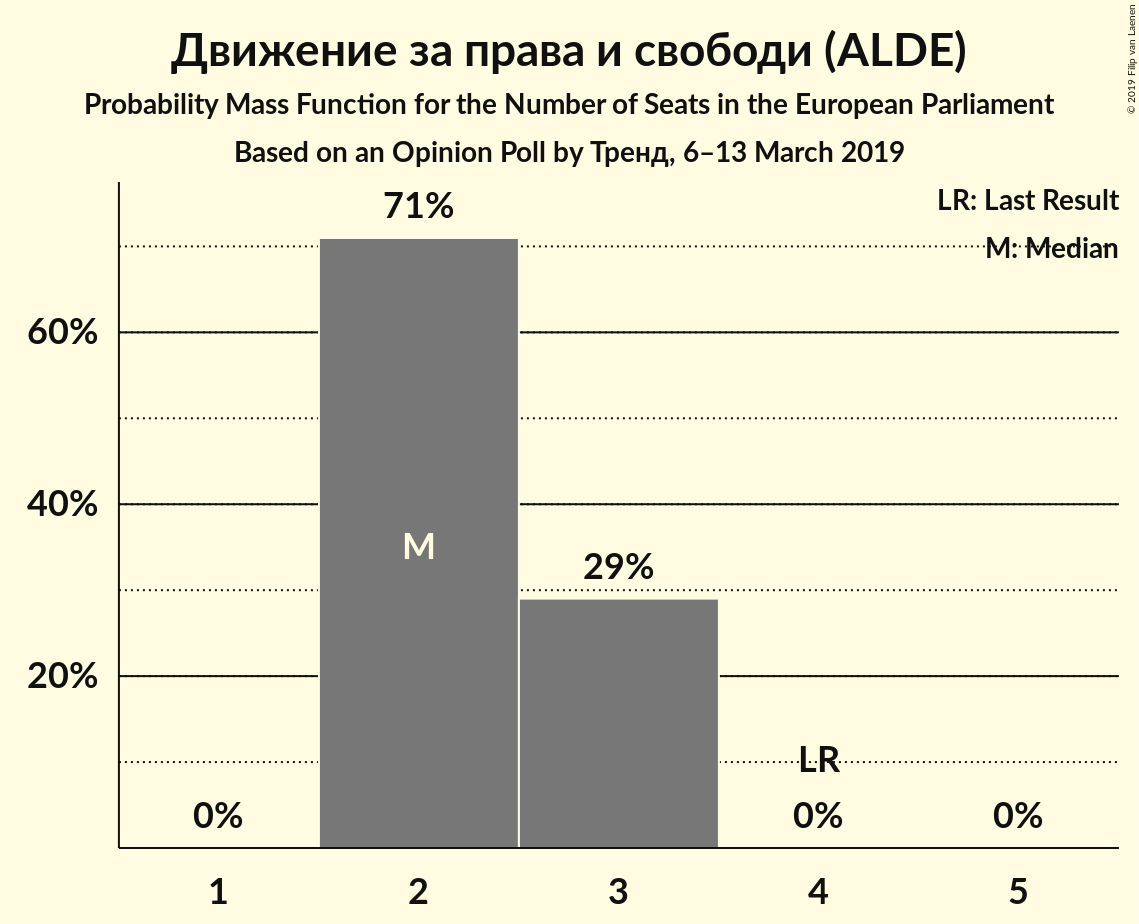 Движение за права и свободи (ALDE)
Probability Mass Function for the Number of Seats in the European Parliament
Based on an Opinion Poll by Тренд, 6–13 March 2019
© 2019 Filip van Laenen
LR: Last Result
M: Median
71%
60%
40%
M
29%
20%
LR
0%
0%
0%
1
2
3
4
5